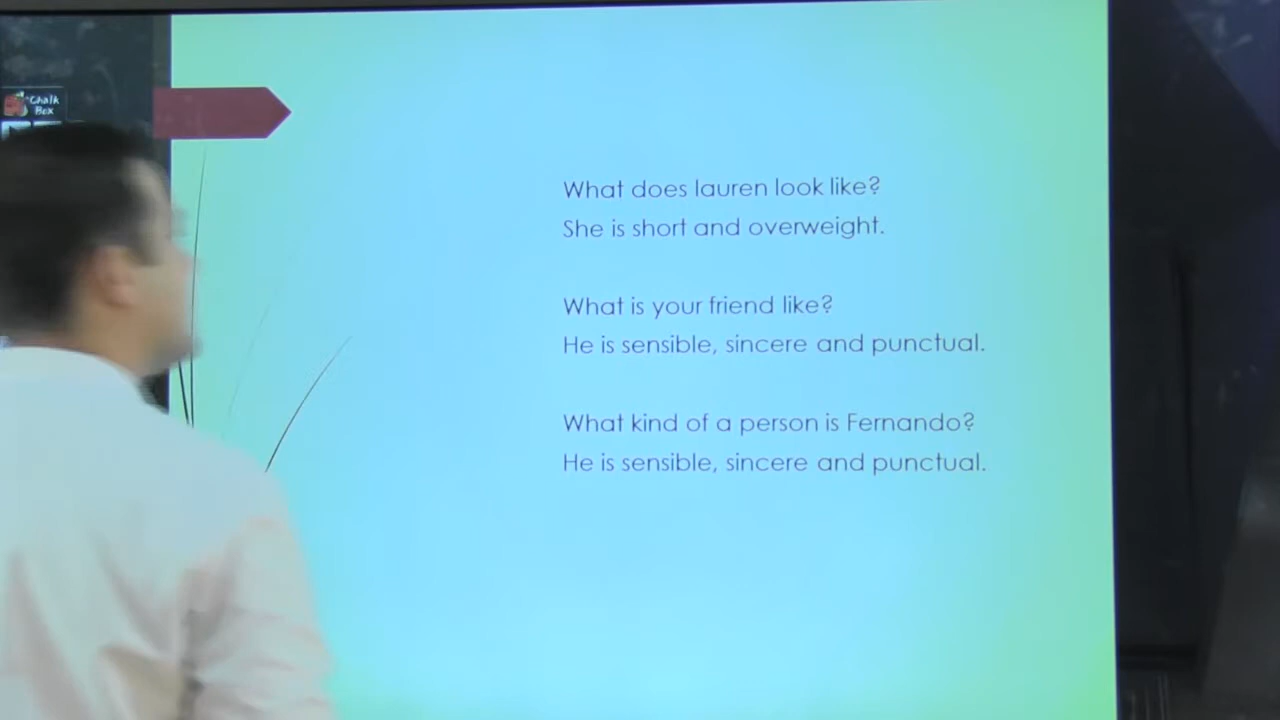 Chalk
Box
What does lauren look like?
She is short and overweight.
What is your friend like?
He is sensible, sincere and punctual.
What kind of a person is Fernando?
He is sensible, sincere and punctual.